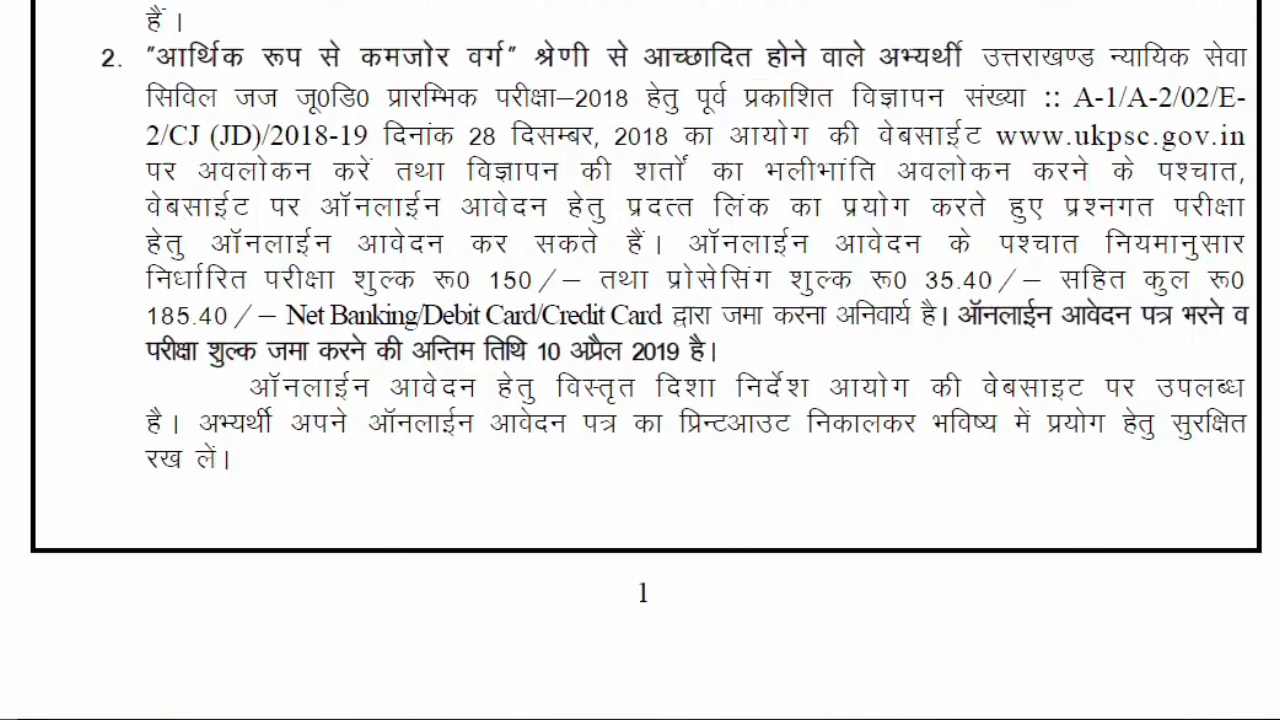 हैं।
2. "आर्थिक रूप से कमजोर वर्ग" श्रेणी से आच्छादित होने वाले अभ्यर्थी उत्तराखण्ड न्यायिक सेवा
सिविल जज जू0डि0 प्रारम्भिक परीक्षा–2018 हेतु पूर्व प्रकाशित विज्ञापन संख्या :: A-1/A-2/02/E-
2/CJ (JD)/2018-19 दिनांक 28 दिसम्बर, 2018 का आयोग की वेबसाईट www.ukpsc.gov.in
पर अवलोकन करें तथा विज्ञापन की शर्तों का भलीभांति अवलोकन करने के पश्चात,
वेबसाईट पर ऑनलाईन आवेदन हेतु प्रदत्त लिंक का प्रयोग करते हुए प्रश्नगत परीक्षा
हेतु ऑनलाईन आवेदन कर सकते हैं। ऑनलाईन आवेदन के पश्चात नियमानुसार
निर्धारित परीक्षा शुल्क रू0 150/– तथा प्रोसेसिंग शुल्क रू0 35.40/– सहित कुल रू0
185.40/– Net Banking/Debit Card/Credit Card द्वारा जमा करना अनिवार्य है। ऑनलाईन आवेदन पत्र भरने व
परीक्षा शुल्क जमा करने की अन्तिम तिथि 10 अप्रैल 2019 है।
ऑनलाईन आवेदन हेतु विस्तृत दिशा निर्देश आयोग की वेबसाइट पर उपलब्ध
है। अभ्यर्थी अपने ऑनलाईन आवेदन पत्र का प्रिन्टआउट निकालकर भविष्य में प्रयोग हेतु सुरक्षित
रख लें।
1